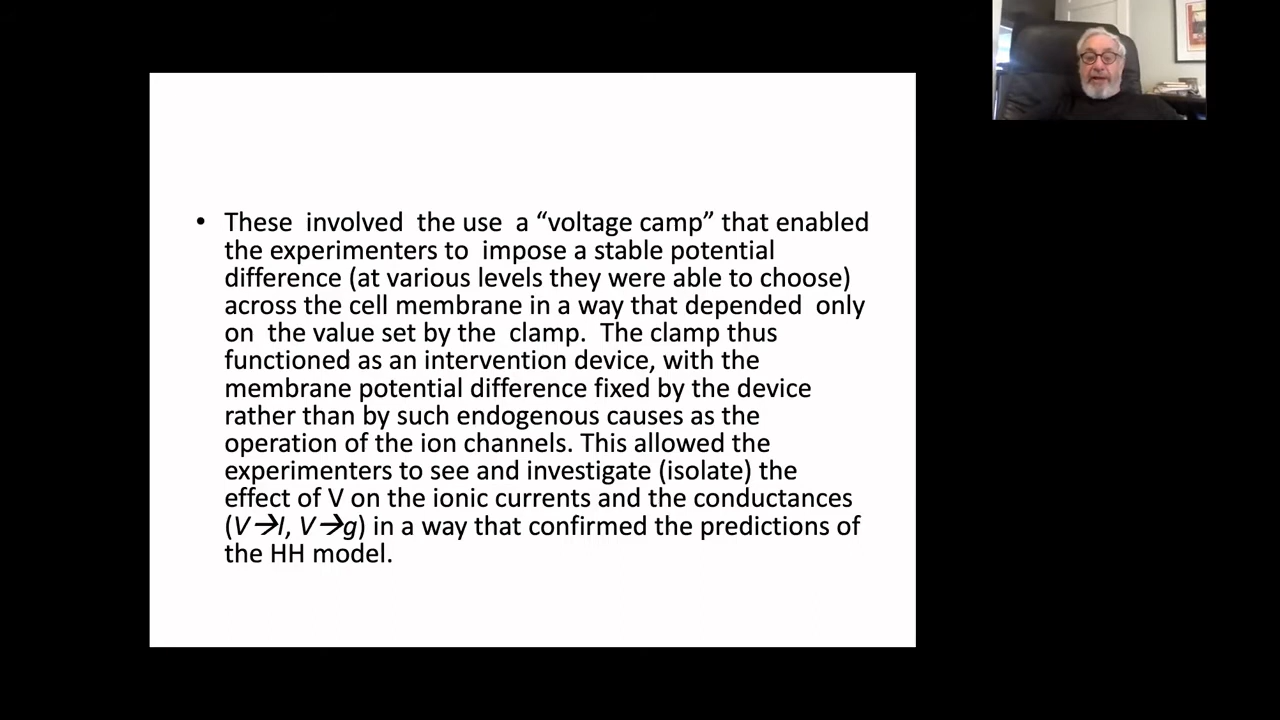 • These involved the use a “voltage camp” that enabled
the experimenters to impose a stable potential
difference (at various levels they were able to choose)
across the cell membrane in a way that depended only
on the value set by the clamp. The clamp thus
functioned as an intervention device, with the
membrane potential difference fixed by the device
rather than by such endogenous causes as the
operation of the ion channels. This allowed the
experimenters to see and investigate (isolate) the
effect of V on the ionic currents and the conductances
(V→I, V→g) in a way that confirmed the predictions of
the HH model.